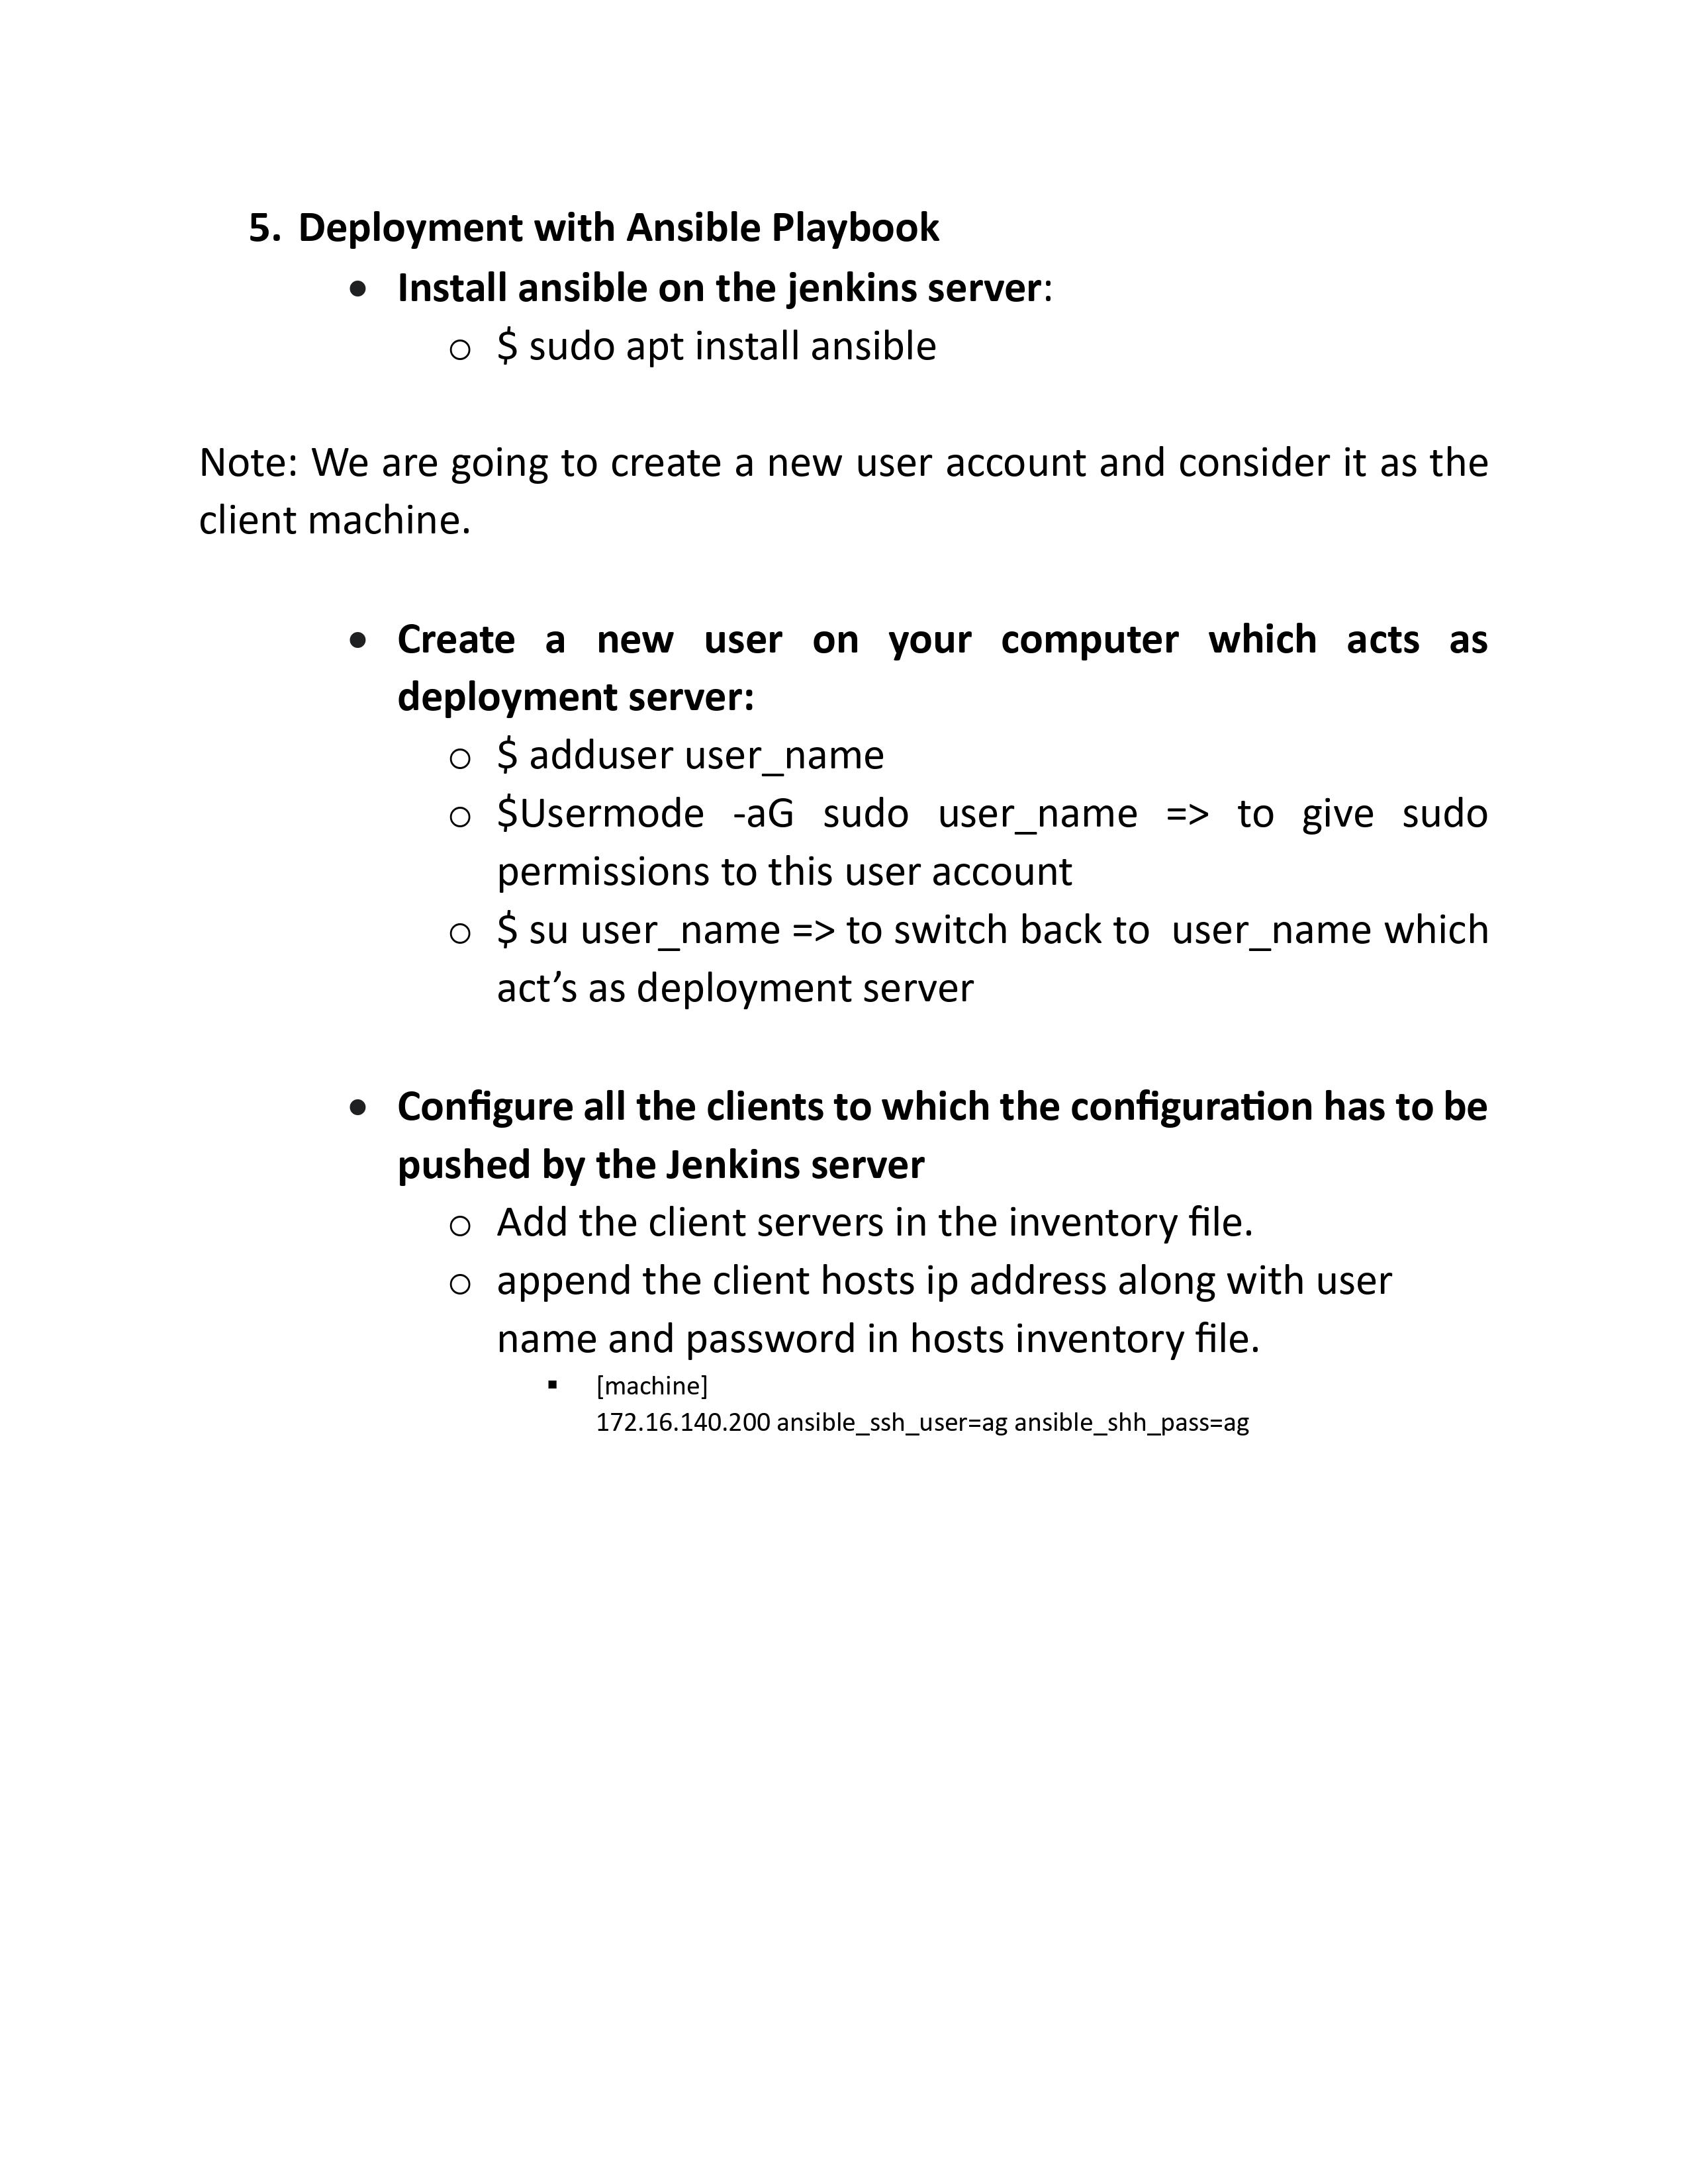 5. Deployment with Ansible Playbook
• Install ansible on the jenkins server:
o $ sudo apt install ansible
Note: We are going to create a new user account and consider it as the
client machine.
• Create a new user on your computer which acts as
deployment server:
o $ adduser user_name
o $Usermode -aG sudo user_name => to give sudo
permissions to this user account
o $ su user_name => to switch back to  user_name which
act’s as deployment server
• Configure all the clients to which the configuration has to be
pushed by the Jenkins server
o Add the client servers in the inventory file.
o append the client hosts ip address along with user
name and password in hosts inventory file.
▪ [machine]
172.16.140.200 ansible_ssh_user=ag ansible_shh_pass=ag